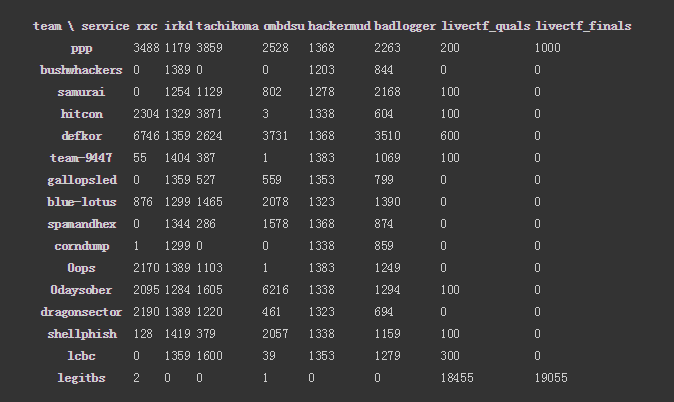 team \ service rxc irkd tachikoma ombdsu hackermud badlogger livectf_quals livectf_finals
ppp 3488 1179 3859 2528 1368 2263 200 1000
bushwhackers 0 1389 0 0 1203 844 0 0
samurai 0 1254 1129 802 1278 2168 100 0
hitcon 2304 1329 3871 3 1338 604 100 0
defkor 6746 1359 2624 3731 1368 3510 600 0
team-9447 55 1404 387 1 1383 1069 100 0
gallopsled 0 1359 527 559 1353 799 0 0
blue-lotus 876 1299 1465 2078 1323 1390 0 0
spamandhex 0 1344 286 1578 1368 874 0 0
corndump 1 1299 0 0 1338 859 0 0
0ops 2170 1389 1103 1 1383 1249 0 0
0daysober 2095 1284 1605 6216 1338 1294 100 0
dragonsector 2190 1389 1220 461 1323 694 0 0
shellphish 128 1419 379 2057 1338 1159 100 0
lcbc 0 1359 1600 39 1353 1279 300 0
legitbs 2 0 0 1 0 0 18455 19055